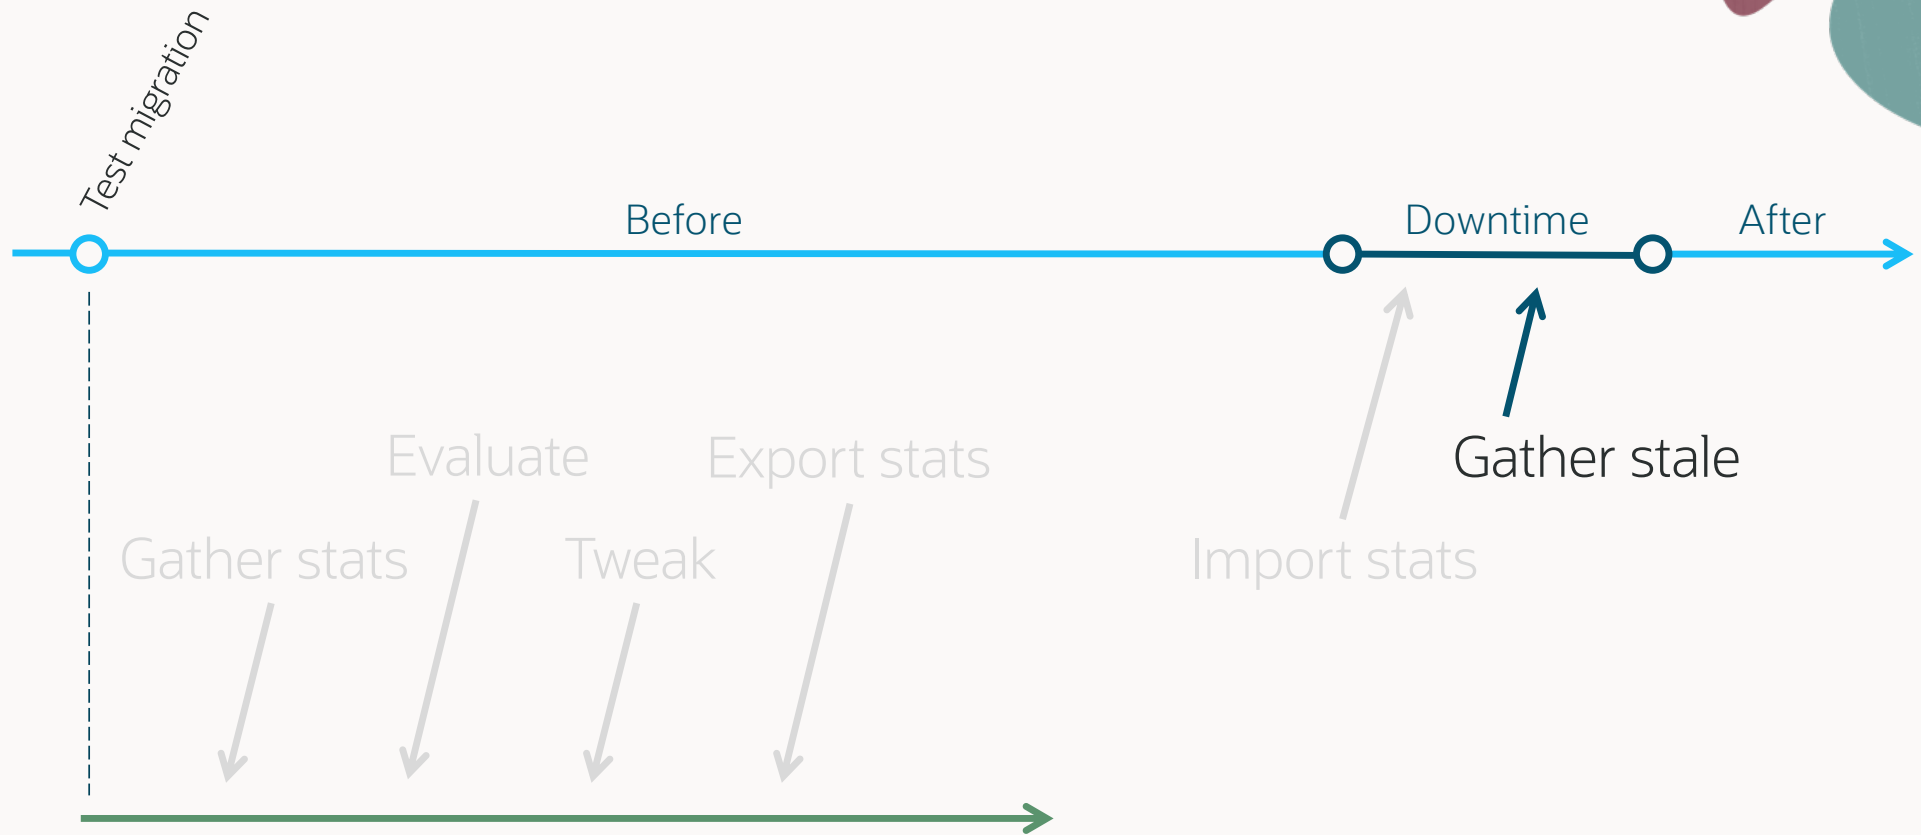 Test migration
Before
Downtime
After
Evaluate
Export stats
Gather stale
Gather stats
Tweak
Import stats